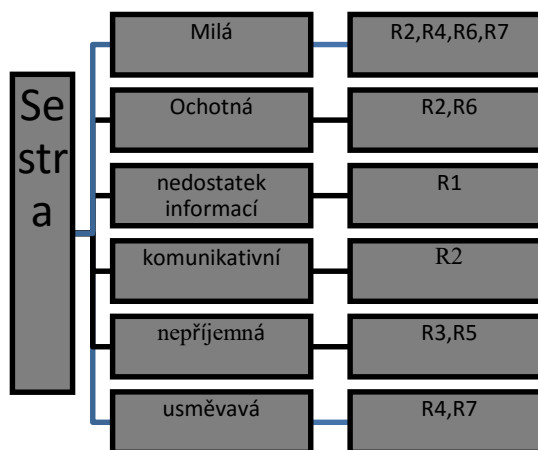 Se
str
a
Milá
R2,R4,R6,R7
Ochotná
R2,R6
nedostatek
informací
R1
komunikativní
R2
nepříjemná
R3,R5
usměvavá
R4,R7